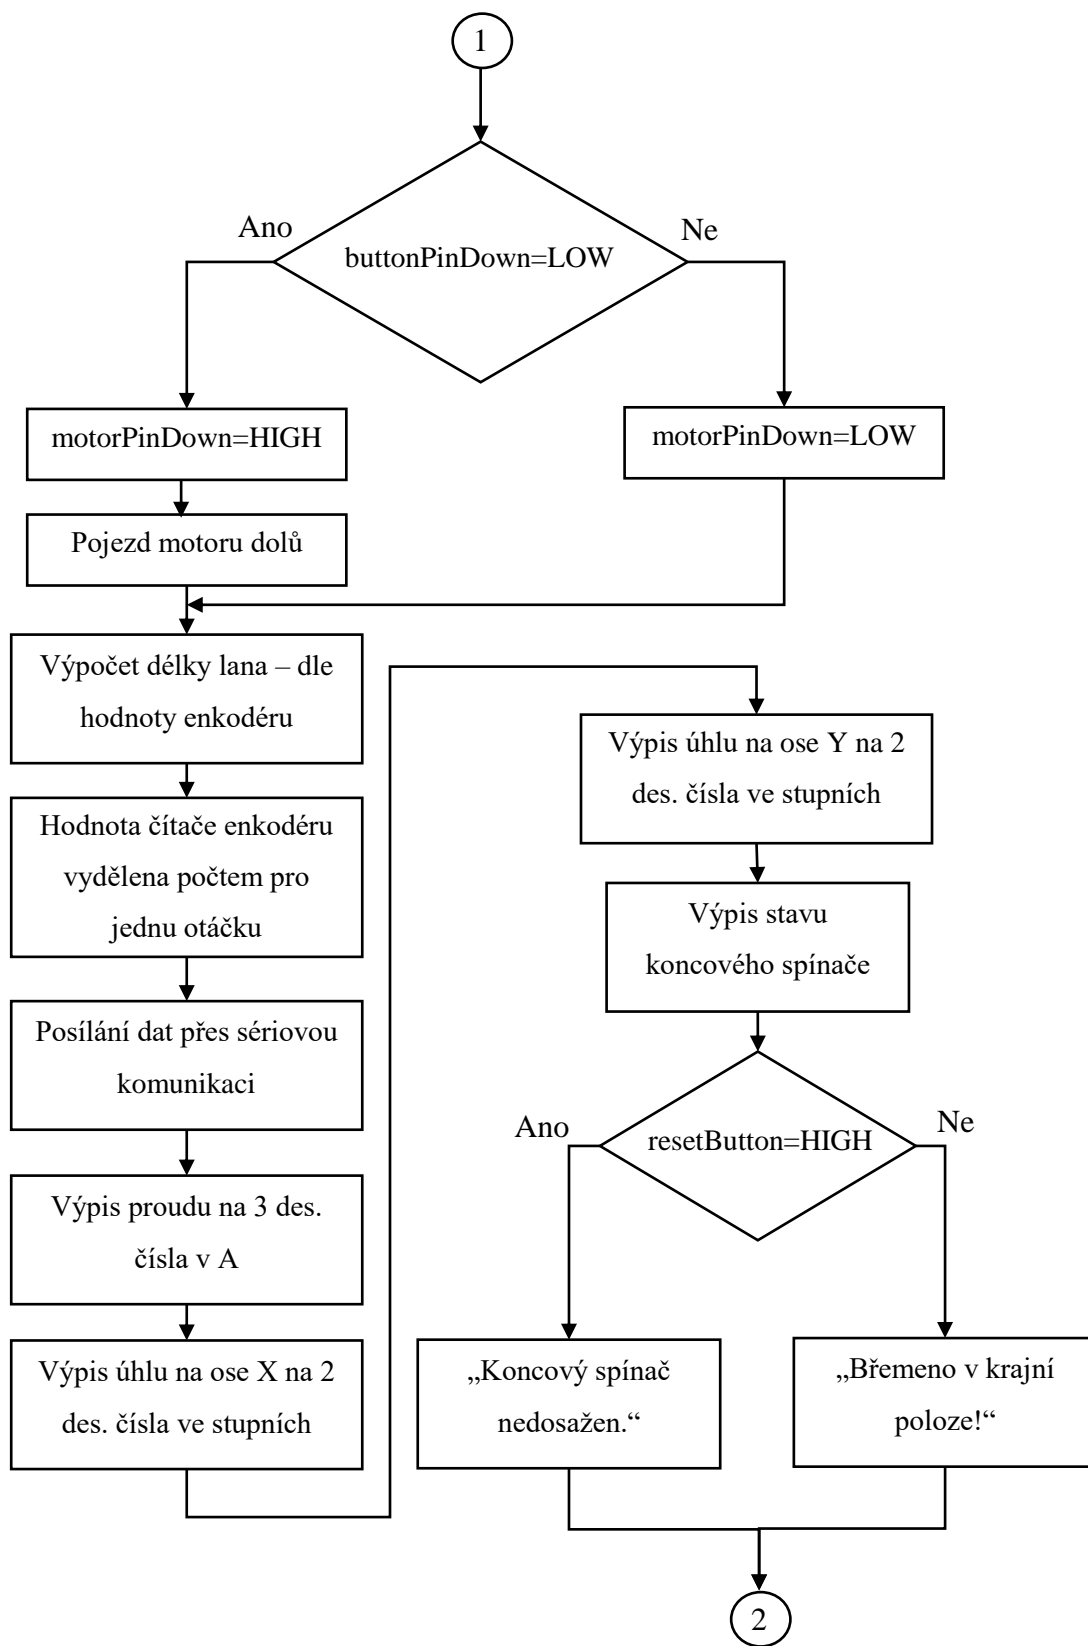 1
Ano
Ne
buttonPinDown=LOW
motorPinDown=HIGH
motorPinDown=LOW
Pojezd motoru dolů
Výpočet délky lana – dle
hodnoty enkodéru
Hodnota čítače enkodéru
vydělena počtem pro
jednu otáčku
Posílání dat přes sériovou
komunikaci
Výpis proudu na 3 des.
čísla v A
Výpis úhlu na ose X na 2
des. čísla ve stupních
Výpis úhlu na ose Y na 2
des. čísla ve stupních
Výpis stavu
koncového spínače
Ano
Ne
resetButton=HIGH
„Koncový spínač
nedosažen.“
„Břemeno v krajní
poloze!“
2